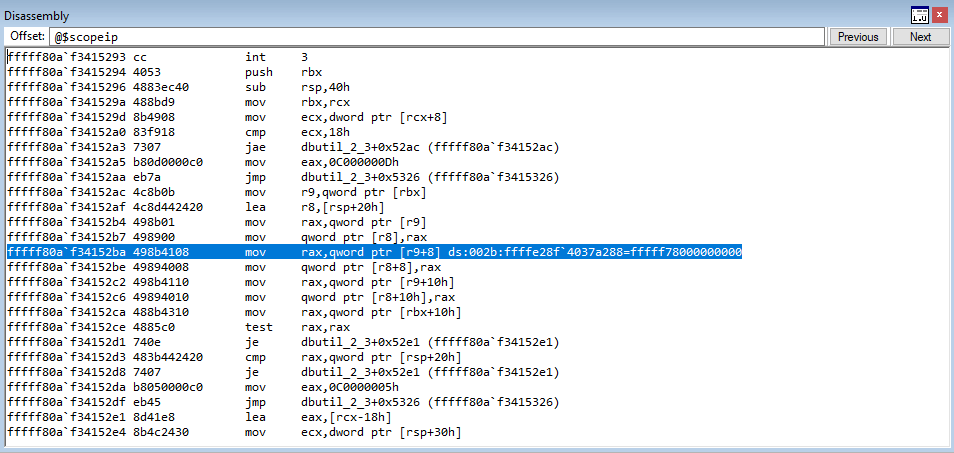 Disassembly
Offset: @$scopeip Previous Next
fffff80a`f3415293 cc int 3
fffff80a`f3415294 4053 push rbx
fffff80a`f3415296 4883ec40 sub rsp,40h
fffff80a`f341529a 488bd9 mov rbx,rcx
fffff80a`f341529d 8b4908 mov ecx,dword ptr [rcx+8]
fffff80a`f34152a0 83f918 cmp ecx,18h
fffff80a`f34152a3 7307 jae dbutil_2_3+0x52ac (fffff80a`f34152ac)
fffff80a`f34152a5 b80d0000c0 mov eax,0C000000Dh
fffff80a`f34152aa eb7a jmp dbutil_2_3+0x5326 (fffff80a`f3415326)
fffff80a`f34152ac 4c8b0b mov r9,qword ptr [rbx]
fffff80a`f34152af 4c8d442420 lea r8,[rsp+20h]
fffff80a`f34152b4 498b01 mov rax,qword ptr [r9]
fffff80a`f34152b7 498900 mov qword ptr [r8],rax
fffff80a`f34152ba 498b4108 mov rax,qword ptr [r9+8] ds:002b:ffffe28f`4037a288=fffff78000000000
fffff80a`f34152be 49894008 mov qword ptr [r8+8],rax
fffff80a`f34152c2 498b4110 mov rax,qword ptr [r9+10h]
fffff80a`f34152c6 49894010 mov qword ptr [r8+10h],rax
fffff80a`f34152ca 488b4310 mov rax,qword ptr [rbx+10h]
fffff80a`f34152ce 4885c0 test rax,rax
fffff80a`f34152d1 740e je dbutil_2_3+0x52e1 (fffff80a`f34152e1)
fffff80a`f34152d3 483b442420 cmp rax,qword ptr [rsp+20h]
fffff80a`f34152d8 7407 je dbutil_2_3+0x52e1 (fffff80a`f34152e1)
fffff80a`f34152da b8050000c0 mov eax,0C0000005h
fffff80a`f34152df eb45 jmp dbutil_2_3+0x5326 (fffff80a`f3415326)
fffff80a`f34152e1 8d41e8 lea eax,[rcx-18h]
fffff80a`f34152e4 8b4c2430 mov ecx,dword ptr [rsp+30h]